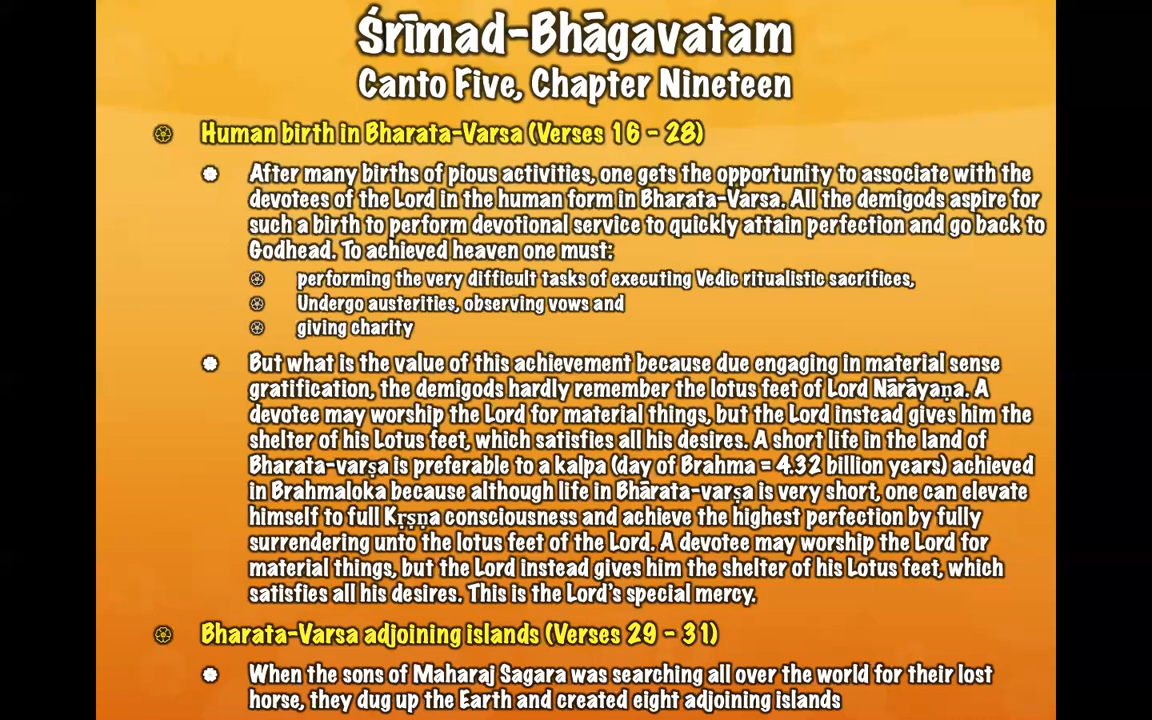 Śrīmad-Bhāgavatam
Canto Five, Chapter Nineteen
Human birth in Bharata-Varsa (Verses 16 - 28)
After many births of pious activities, one gets the opportunity to associate with the
devotees of the Lord in the human form in Bharata-Varsa. All the demigods aspire for
such a birth to perform devotional service to quickly attain perfection and go back to
Godhead. To achieved heaven one must:
performing the very difficult tasks of executing Vedic ritualistic sacrifices,
Undergo austerities, observing vows and
giving charity
But what is the value of this achievement because due engaging in material sense
gratification, the demigods hardly remember the lotus feet of Lord Nārāyaṇa. A
devotee may worship the Lord for material things, but the Lord instead gives him the
shelter of his Lotus feet, which satisfies all his desires. A short life in the land of
Bharata-varṣa is preferable to a kalpa (day of Brahma = 4.32 billion years) achieved
in Brahmaloka because although life in Bhārata-varṣa is very short, one can elevate
himself to full Kṛṣṇa consciousness and achieve the highest perfection by fully
surrendering unto the lotus feet of the Lord. A devotee may worship the Lord for
material things, but the Lord instead gives him the shelter of his Lotus feet, which
satisfies all his desires. This is the Lord's special mercy.
Bharata-Varsa adjoining islands (Verses 29 - 31)
When the sons of Maharaj Sagara was searching all over the world for their lost
horse, they dug up the Earth and created eight adjoining islands